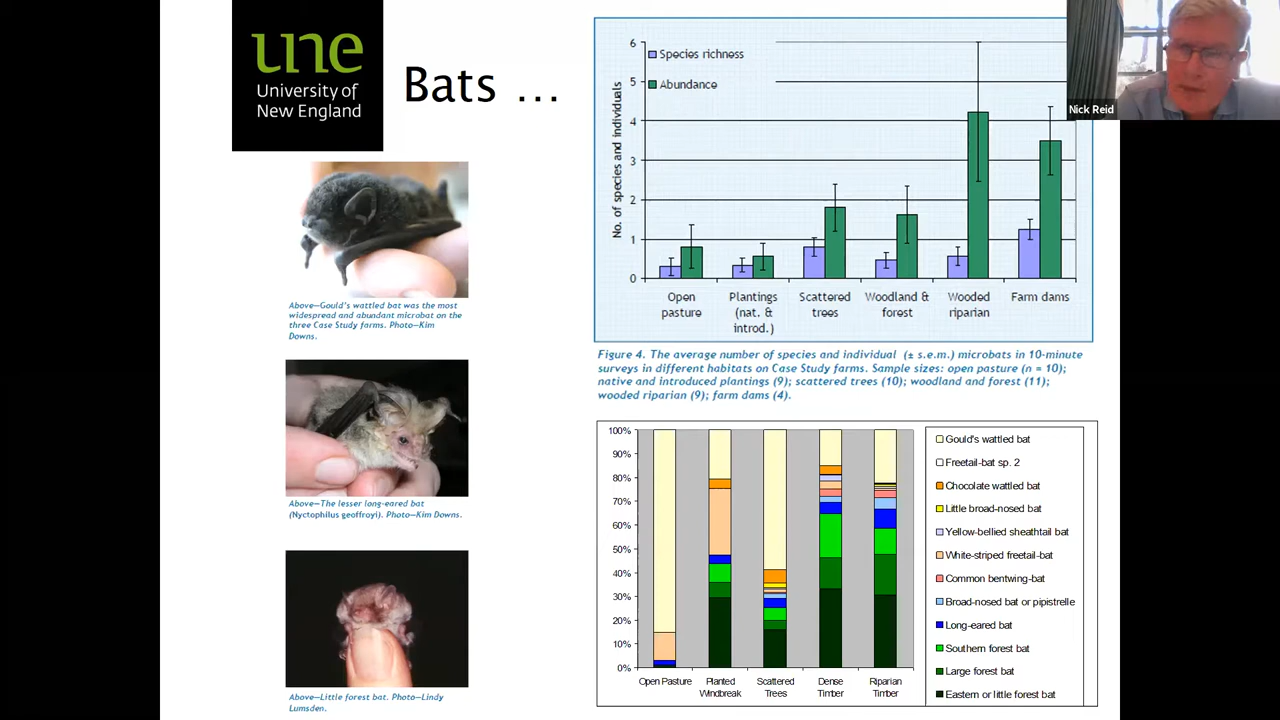 une
University of
New England
Bats ...
Above—Gould's wattled bat was the most
widespread and abundant microbat on the
three Case Study farms. Photo—Kim
Downs.
Above—The lesser long-eared bat
(Nyctophilus geoffroyi). Photo—Kim Downs.
Above—Little forest bat. Photo—Lindy
Lumsden.
No. of species and individuals
6
5
4
3
2
1
0
Species richness
Abundance
Open
pasture
Plantings
(nat. &
introd.)
Scattered
trees
Woodland &
forest
Wooded
riparian
Farm dams
Nick Reid
Figure 4. The average number of species and individual (± s.e.m.) microbats in 10-minute
surveys in different habitats on Case Study farms. Sample sizes: open pasture (n = 10);
native and introduced plantings (9); scattered trees (10); woodland and forest (11);
wooded riparian (9); farm dams (4).
100%
90%
80%
70%
60%
50%
40%
30%
20%
10%
0%
Open Pasture
Planted
Windbreak
Scattered
Trees
Dense
Timber
Riparian
Timber
Gould's wattled bat
Freetail-bat sp. 2
Chocolate wattled bat
Little broad-nosed bat
Yellow-bellied sheathtail bat
White-striped freetail-bat
Common bentwing-bat
Broad-nosed bat or pipistrelle
Long-eared bat
Southern forest bat
Large forest bat
Eastern or little forest bat